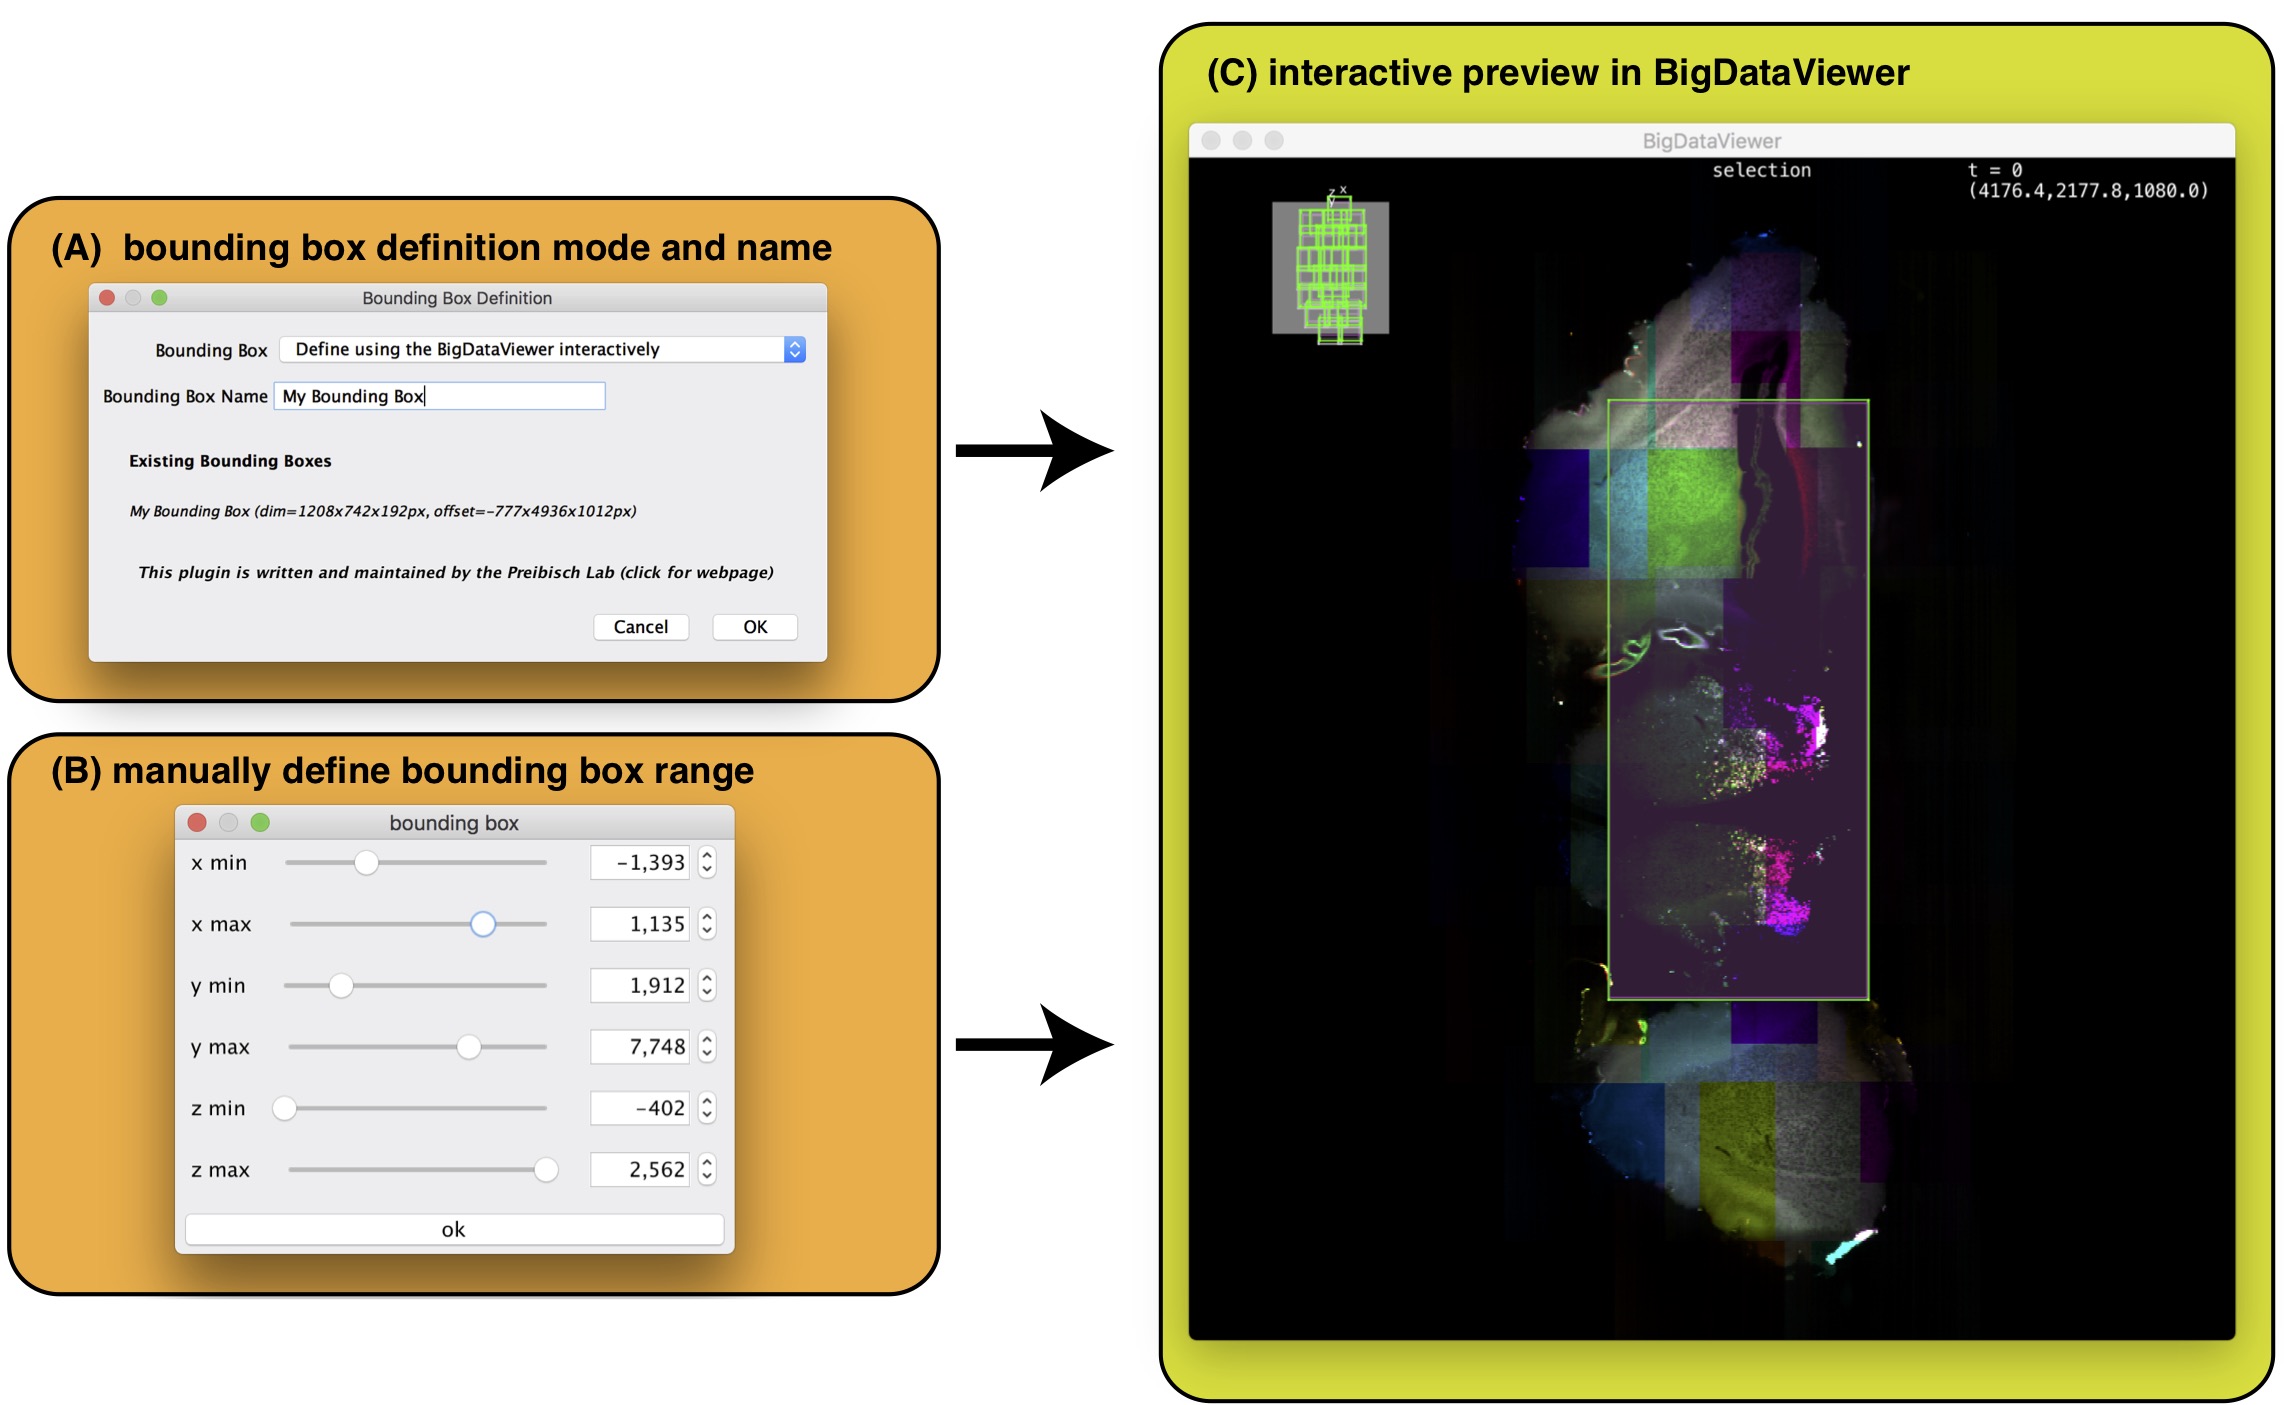 (A)  bounding box definition mode and name
Bounding Box Definition
Bounding Box Define using the BigDataViewer interactively
Bounding Box Name My Bounding Box
Existing Bounding Boxes
My Bounding Box (dim=1208x742x192px, offset=-777x4936x1012px)
This plugin is written and maintained by the Preibisch Lab (click for webpage)
Cancel OK
(B) manually define bounding box range
bounding box
x min -1,393
x max 1,135
y min 1,912
y max 7,748
z min -402
z max 2,562
ok
(C) interactive preview in BigDataViewer
BigDataViewer
selection t = 0
(4176.4,2177.8,1080.0)
z x
y